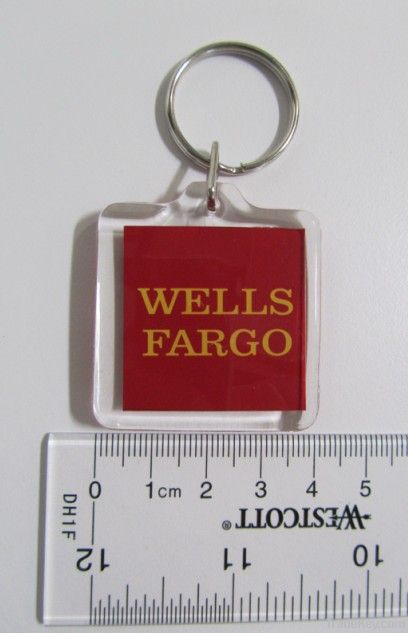 WELLS
FARGO
0 1cm 2 3 4 5
DH1F
WESTCOTT®
12 11 10